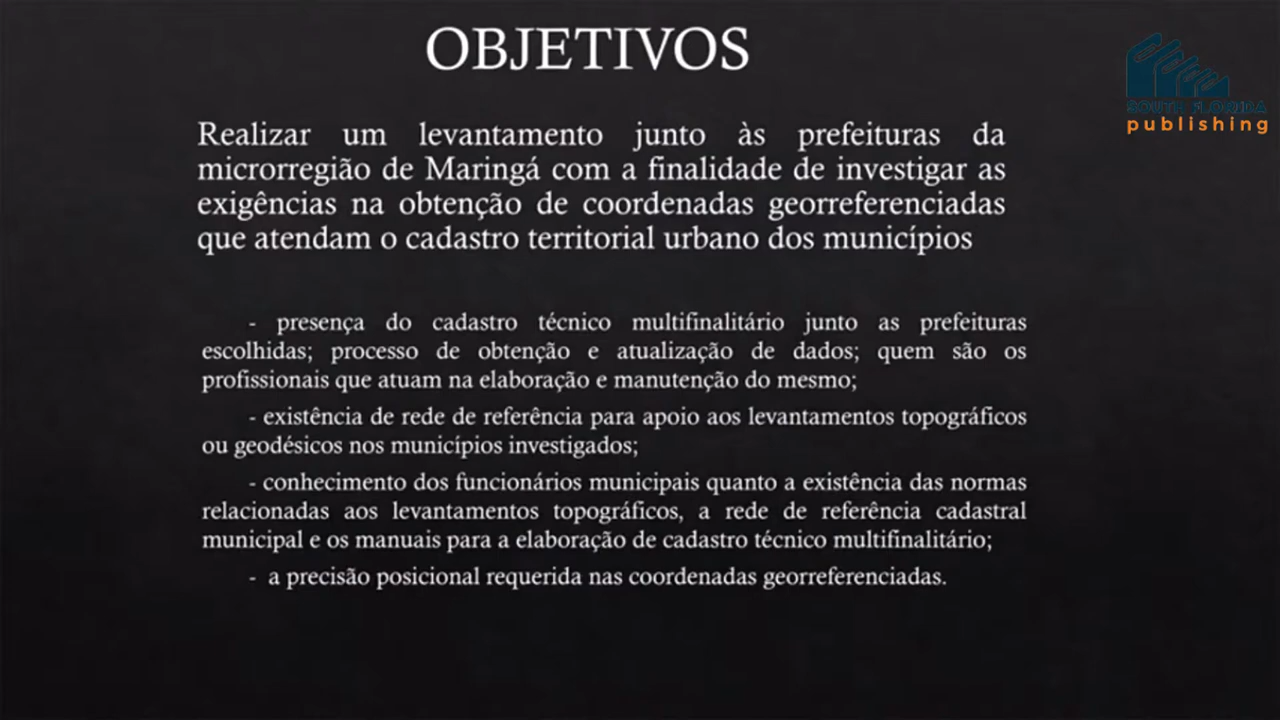 OBJETIVOS
SOUTH FLORIDA
publishing
Realizar um levantamento junto às prefeituras da
microrregião de Maringá com a finalidade de investigar as
exigências na obtenção de coordenadas georreferenciadas
que atendam o cadastro territorial urbano dos municípios
- presença do cadastro técnico multifinalitário junto as prefeituras
escolhidas; processo de obtenção e atualização de dados; quem são os
profissionais que atuam na elaboração e manutenção do mesmo;
- existência de rede de referência para apoio aos levantamentos topográficos
ou geodésicos nos municípios investigados;
- conhecimento dos funcionários municipais quanto a existência das normas
relacionadas aos levantamentos topográficos, a rede de referência cadastral
municipal e os manuais para a elaboração de cadastro técnico multifinalitário;
- a precisão posicional requerida nas coordenadas georreferenciadas.